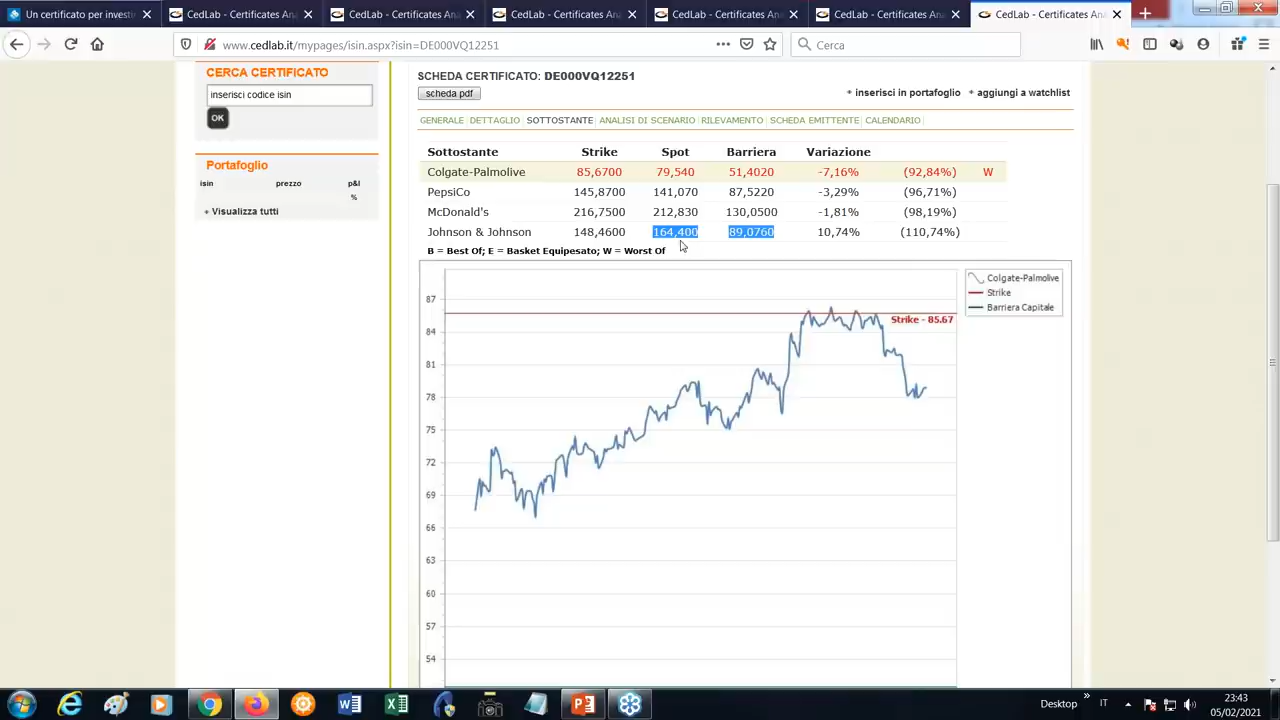 Un certificato per investi
CedLab - Certificates An
CedLab - Certificates Ana
CedLab - Certificates Ana
CedLab - Certificates Ana
CedLab - Certificates Ana
CedLab - Certificates Ana
www.cedlab.it/mypages/isin.aspx?isin=DE000VQ12251
Cerca
CERCA CERTIFICATO
inserisci codice isin
OK
Portafoglio
isin prezzo p&l
%
+ Visualizza tutti
SCHEDA CERTIFICATO: DE000VQ12251
scheda pdf
+ inserisci in portafoglio + aggiungi a watchlist
GENERALE DETTAGLIO SOTTOSTANTE ANALISI DI SCENARIO RILEVAMENTO SCHEDA EMITTENTE CALENDARIO
Sottostante Strike Spot Barriera Variazione
Colgate-Palmolive 85,6700 79,540 51,4020 -7,16% (92,84%) W
PepsiCo 145,8700 141,070 87,5220 -3,29% (96,71%)
McDonald's 216,7500 212,830 130,0500 -1,81% (98,19%)
Johnson & Johnson 148,4600 164,400 89,0760 10,74% (110,74%)
B = Best Of; E = Basket Equipesato; W = Worst Of
87
84
81
78
75
72
69
66
63
60
57
54
Strike - 85.67
Colgate-Palmolive
Strike
Barriera Capitale
Desktop
IT
23:43
05/02/2021